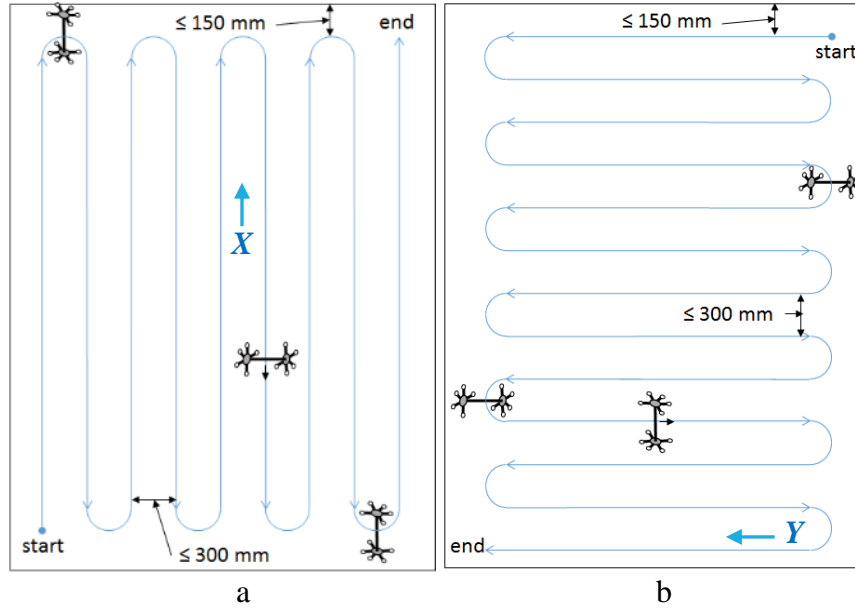 ≤ 150 mm
end
X
≤ 300 mm
start
a
≤ 150 mm
start
≤ 300 mm
end
Y
b